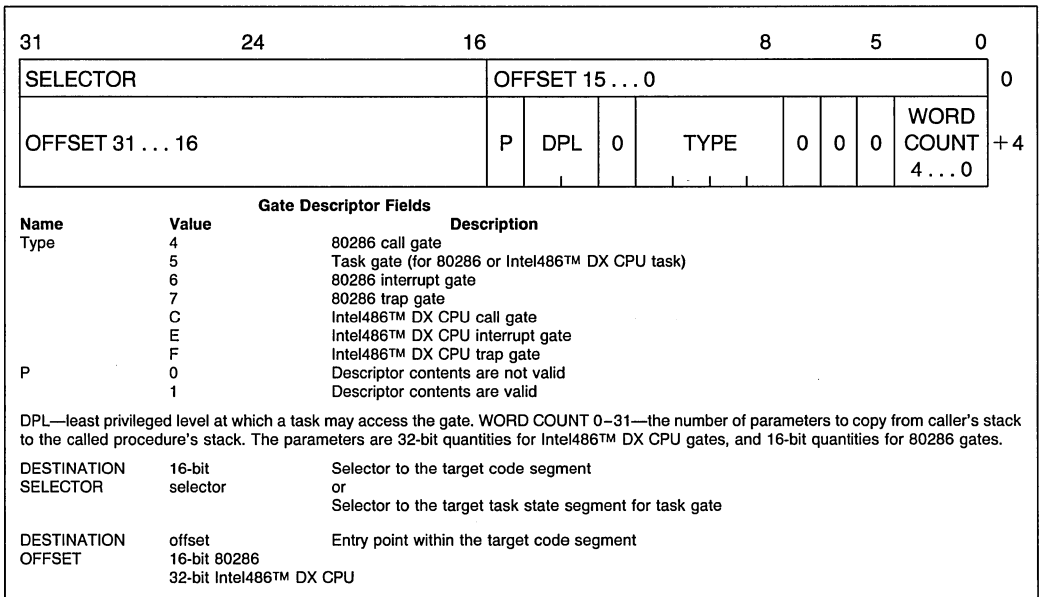 31 24 16 8 5 0
SELECTOR OFFSET 15 . . . 0 0
OFFSET 31 . . . 16 P DPL 0 TYPE 0 0 0 WORD COUNT 4 . . . 0 +4
Gate Descriptor Fields
Name Value Description
Type 4 80286 call gate
5 Task gate (for 80286 or Intel486™ DX CPU task)
6 80286 interrupt gate
7 80286 trap gate
C Intel486™ DX CPU call gate
E Intel486™ DX CPU interrupt gate
F Intel486™ DX CPU trap gate
P 0 Descriptor contents are not valid
1 Descriptor contents are valid
DPL—least privileged level at which a task may access the gate. WORD COUNT 0–31—the number of parameters to copy from caller's stack
to the called procedure's stack. The parameters are 32-bit quantities for Intel486™ DX CPU gates, and 16-bit quantities for 80286 gates.
DESTINATION 16-bit Selector to the target code segment
SELECTOR selector or
Selector to the target task state segment for task gate
DESTINATION offset Entry point within the target code segment
OFFSET 16-bit 80286
32-bit Intel486™ DX CPU